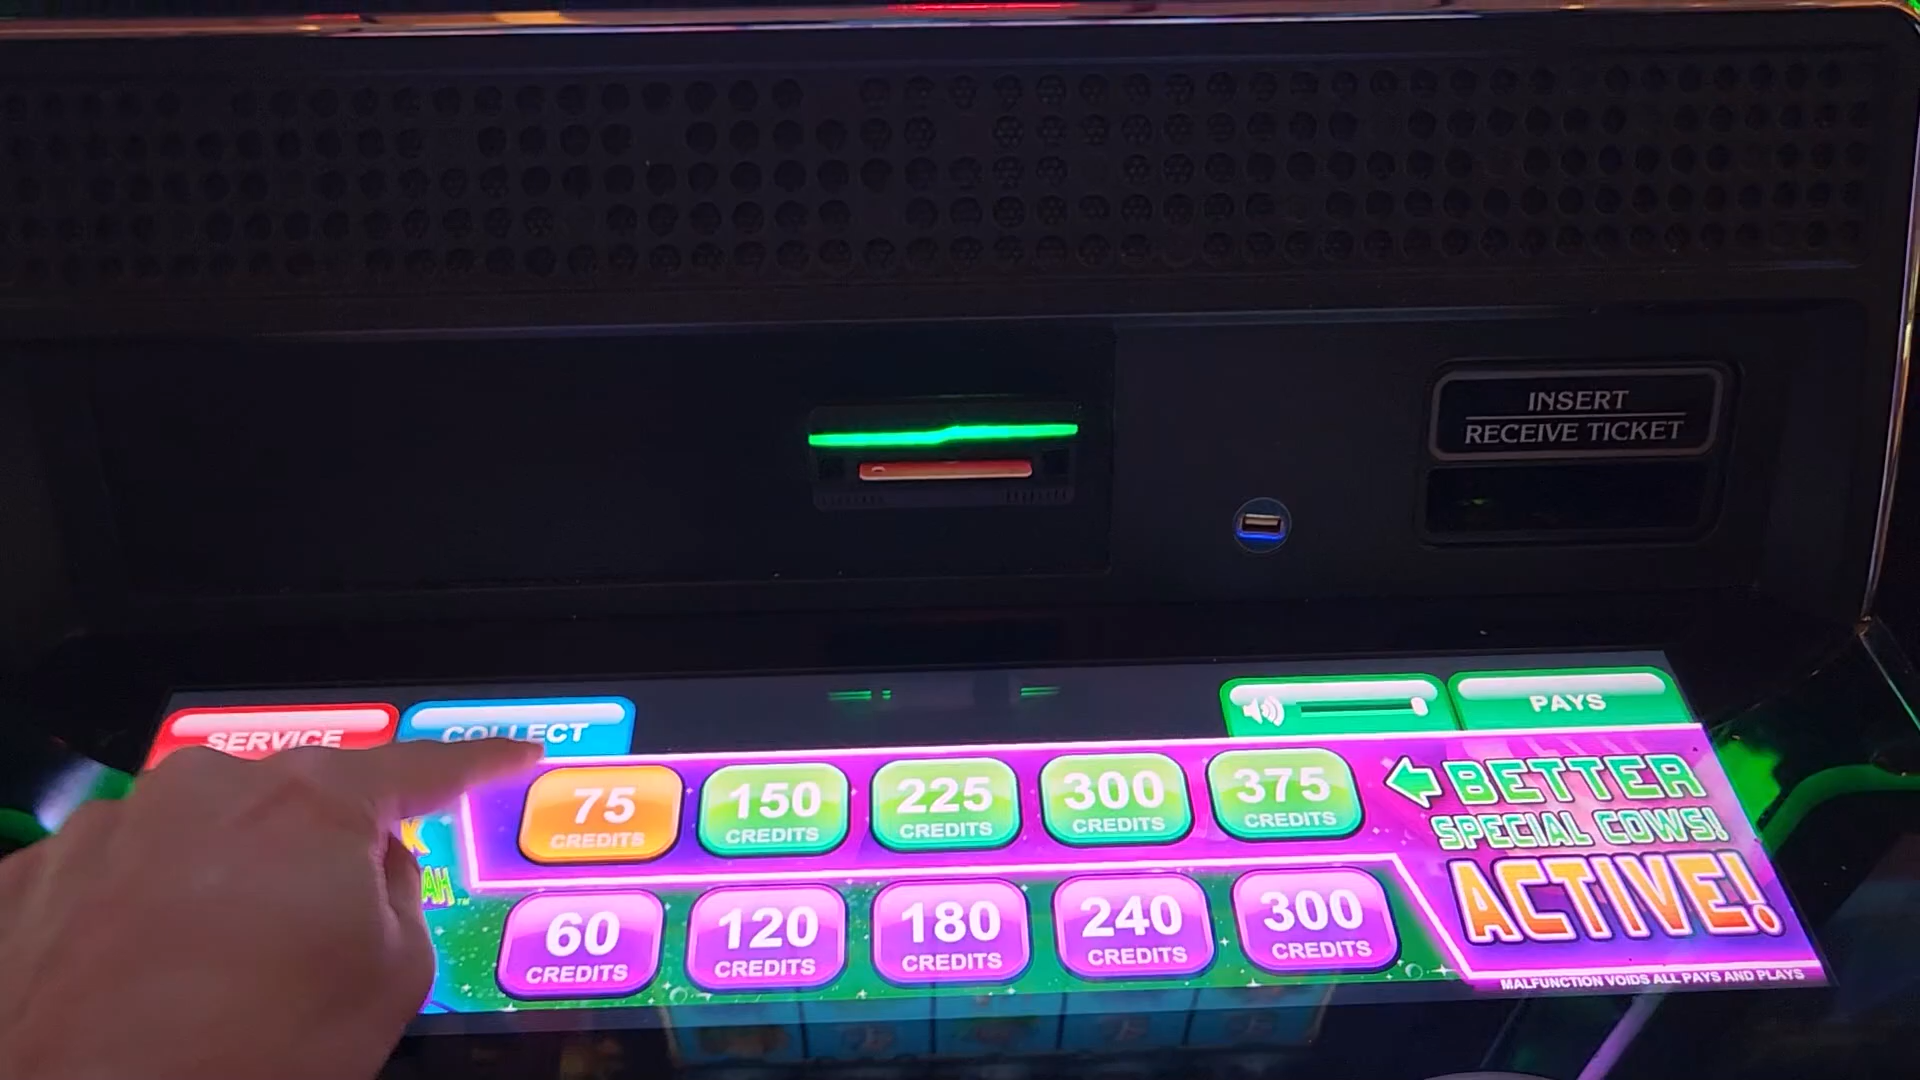 INSERT
RECEIVE TICKET
SERVICE
COLLECT
PAYS
75
CREDITS
150
CREDITS
225
CREDITS
300
CREDITS
375
CREDITS
BETTER
SPECIAL COWS!
ACTIVE!
K
AH™
60
CREDITS
120
CREDITS
180
CREDITS
240
CREDITS
300
CREDITS
MALFUNCTION VOIDS ALL PAYS AND PLAYS